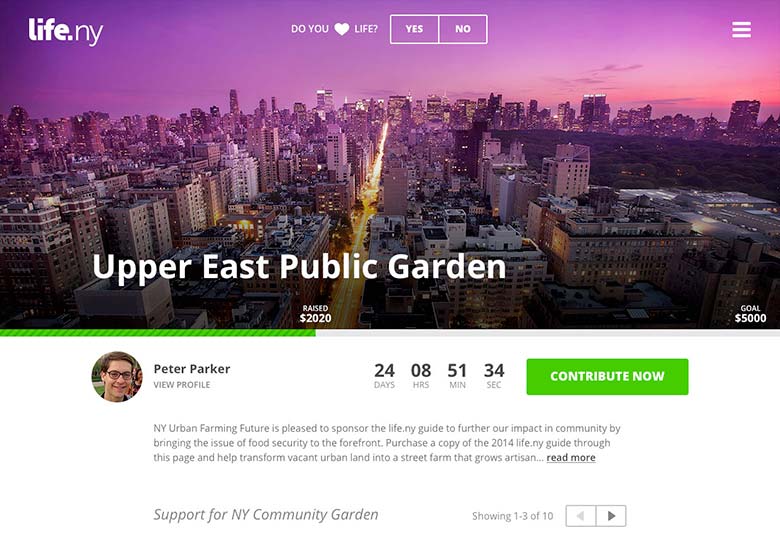 life.ny
DO YOU LIFE? YES NO
Upper East Public Garden
RAISED
$2020
GOAL
$5000
Peter Parker
VIEW PROFILE
24 08 51 34
DAYS HRS MIN SEC
CONTRIBUTE NOW
NY Urban Farming Future is pleased to sponsor the life.ny guide to further our impact in community by
bringing the issue of food security to the forefront. Purchase a copy of the 2014 life.ny guide through
this page and help transform vacant urban land into a street farm that grows artisan... read more
Support for NY Community Garden
Showing 1-3 of 10